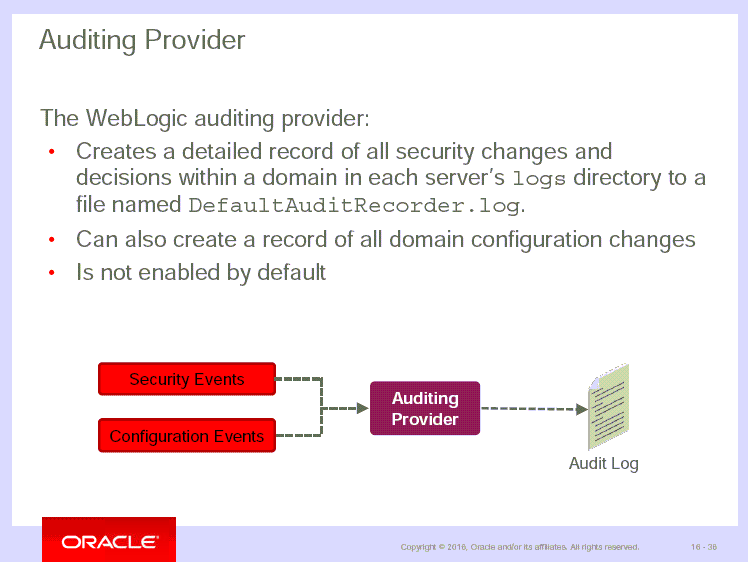 Auditing Provider
The WebLogic auditing provider:
• Creates a detailed record of all security changes and
decisions within a domain in each server's logs directory to a
file named DefaultAuditRecorder.log.
• Can also create a record of all domain configuration changes
• Is not enabled by default
Security Events
Configuration Events
Auditing
Provider
Audit Log
ORACLE
Copyright © 2016, Oracle and/or its affiliates. All rights reserved.
16 - 36